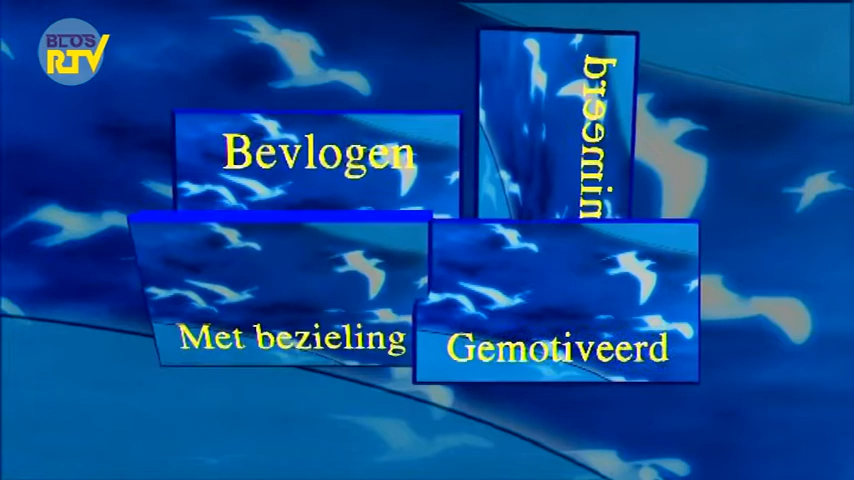 BLOS
RTV
Bevlogen
Met bezieling
Gemotiveerd